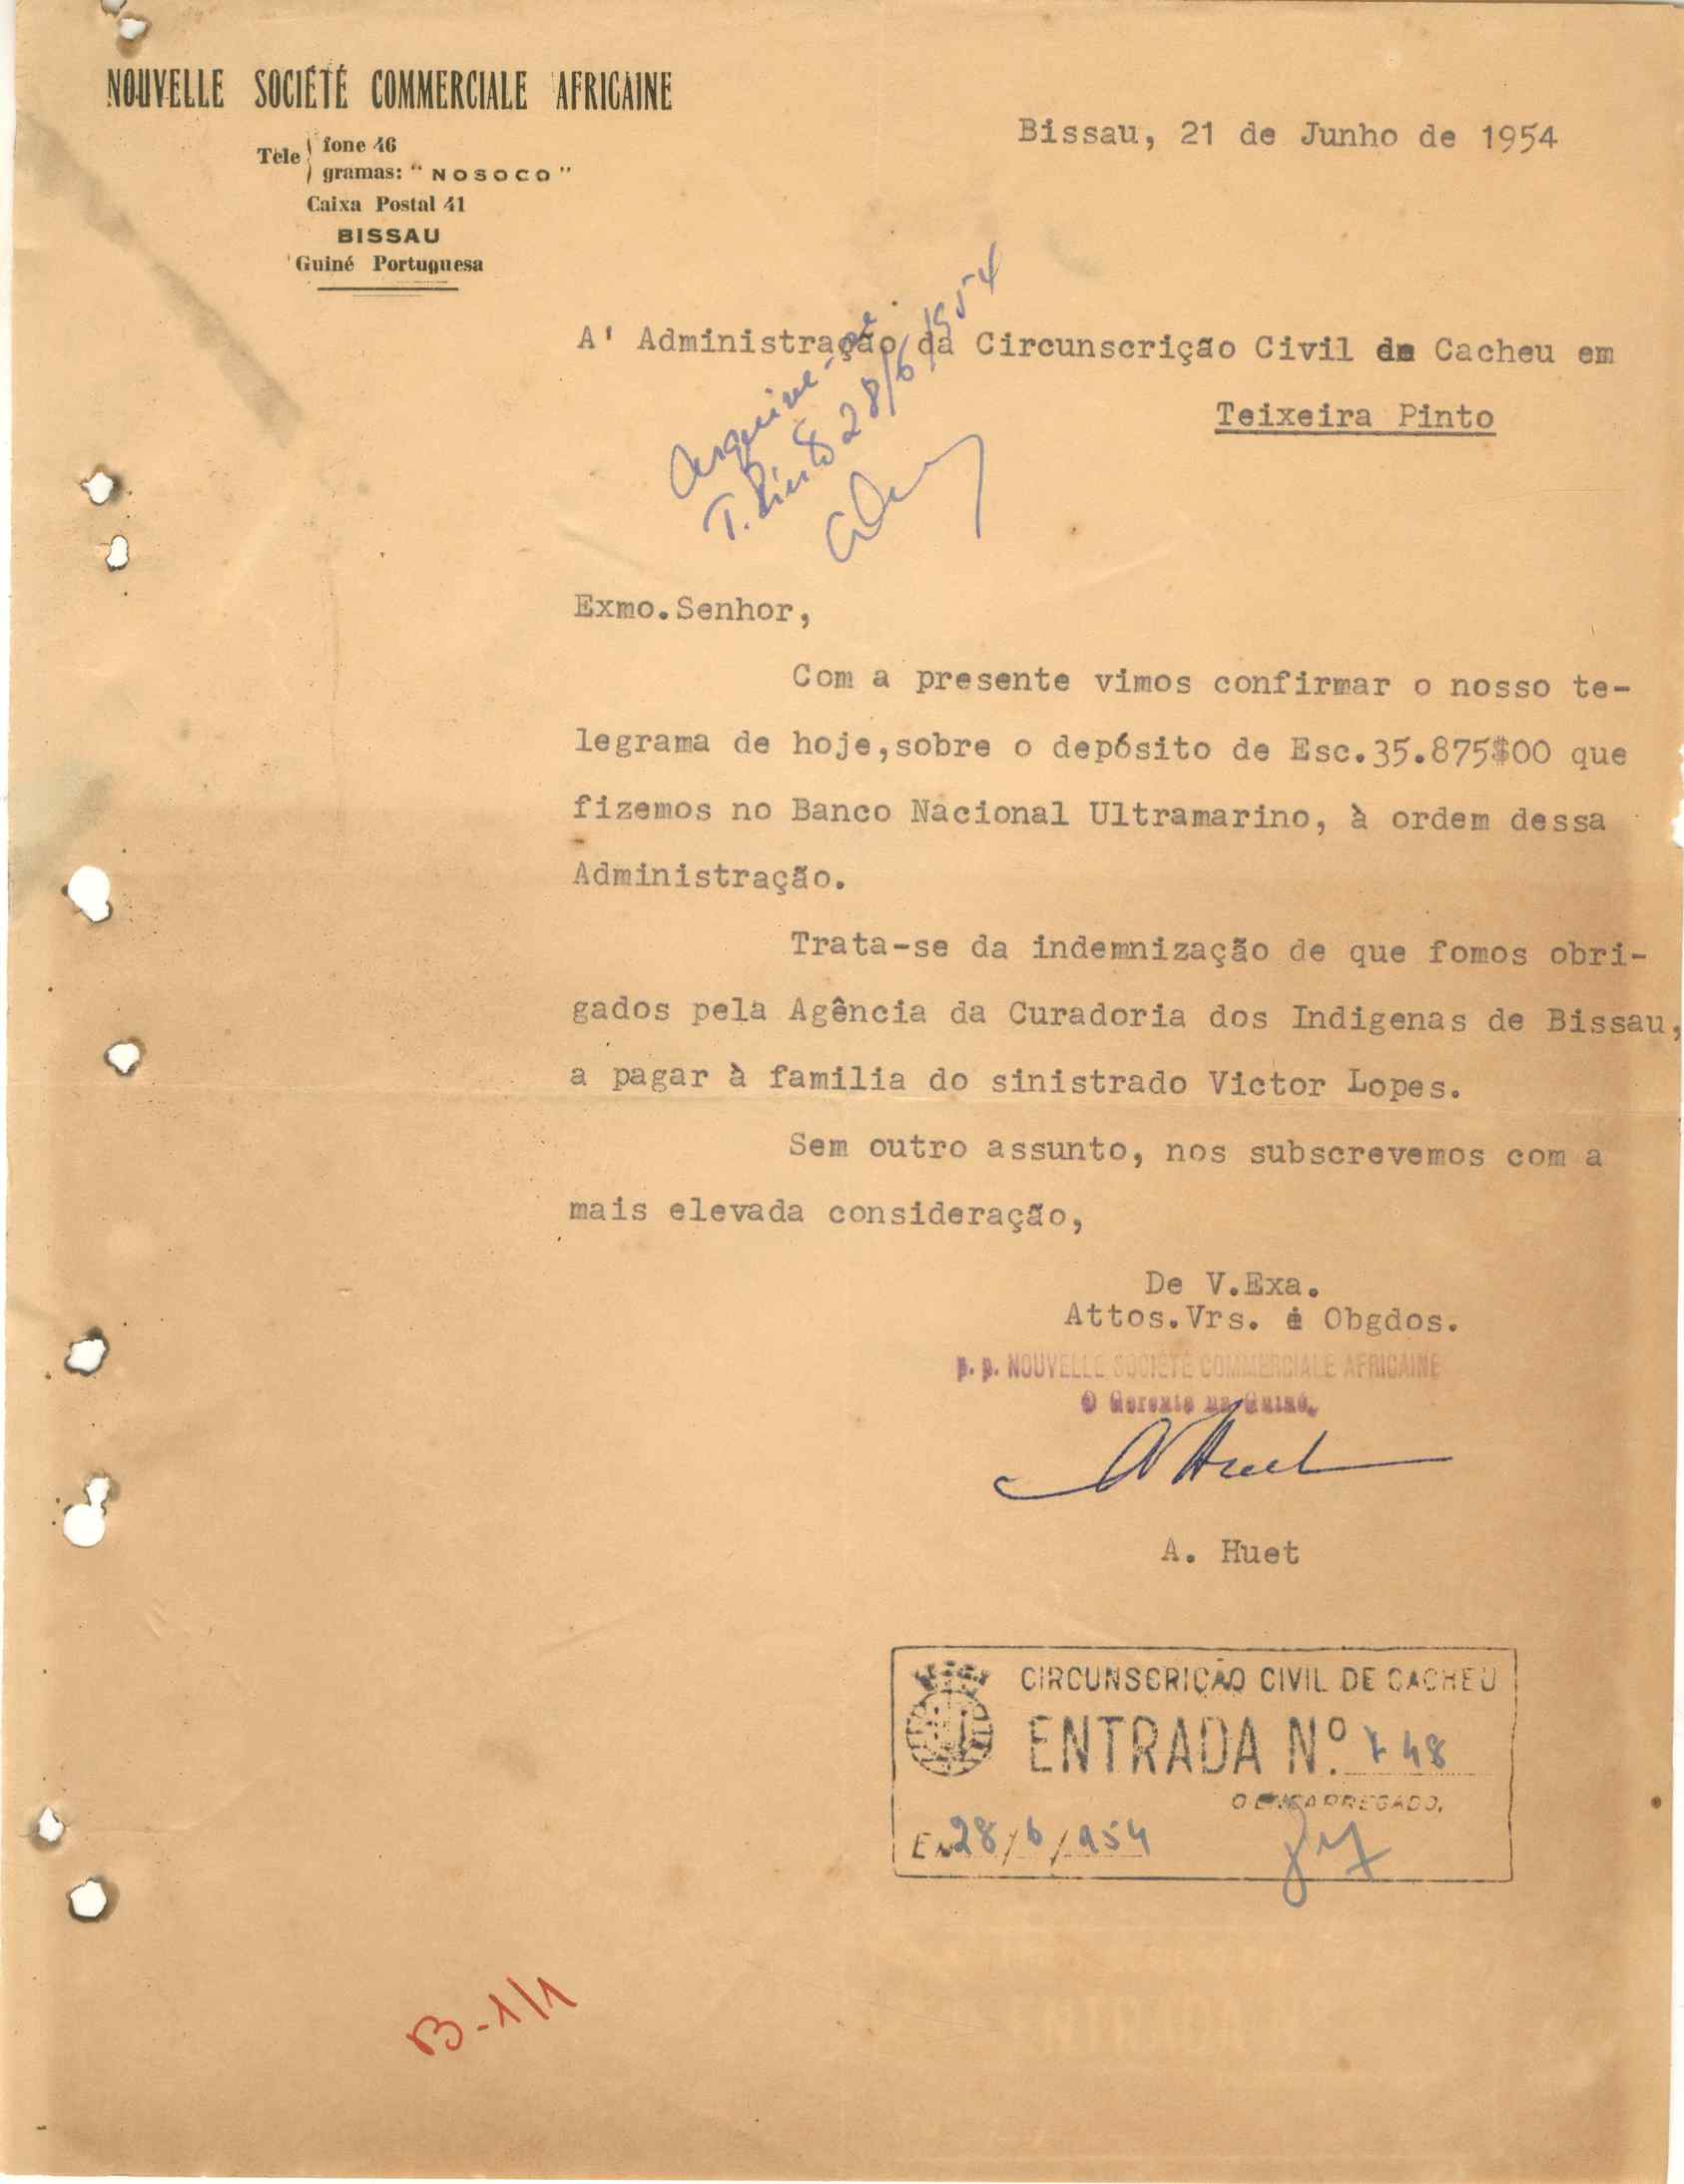 NOUVELLE SOCIÉTÉ COMMERCIALE AFRICAINE
Tele fone 46
gramas: "NOSOCO"
Caixa Postal 41
BISSAU
Guiné Portuguesa
Bissau, 21 de Junho de 1954
A' Administração da Circunscrição Civil de Cacheu em
Teixeira Pinto
Arquive-se
T. Pinto 28/6/1954
Exmo.Senhor,
Com a presente vimos confirmar o nosso te-
legrama de hoje,sobre o depósito de Esc.35.875$00 que
fizemos no Banco Nacional Ultramarino, à ordem dessa
Administração.
Trata-se da indemnização de que fomos obri-
gados pela Agência da Curadoria dos Indigenas de Bissau,
a pagar à familia do sinistrado Victor Lopes.
Sem outro assunto, nos subscrevemos com a
mais elevada consideração,
De V.Exa.
Attos.Vrs. e Obgdos.
p. p. NOUVELLE SOCIÉTÉ COMMERCIALE AFRICAINE
O Gerente na Guiné,
A Huet
A. Huet
CIRCUNSCRIÇÃO CIVIL DE CACHEU
ENTRADA N.º 48
O ENCARREGADO,
EM 28/6/954
B-1/1